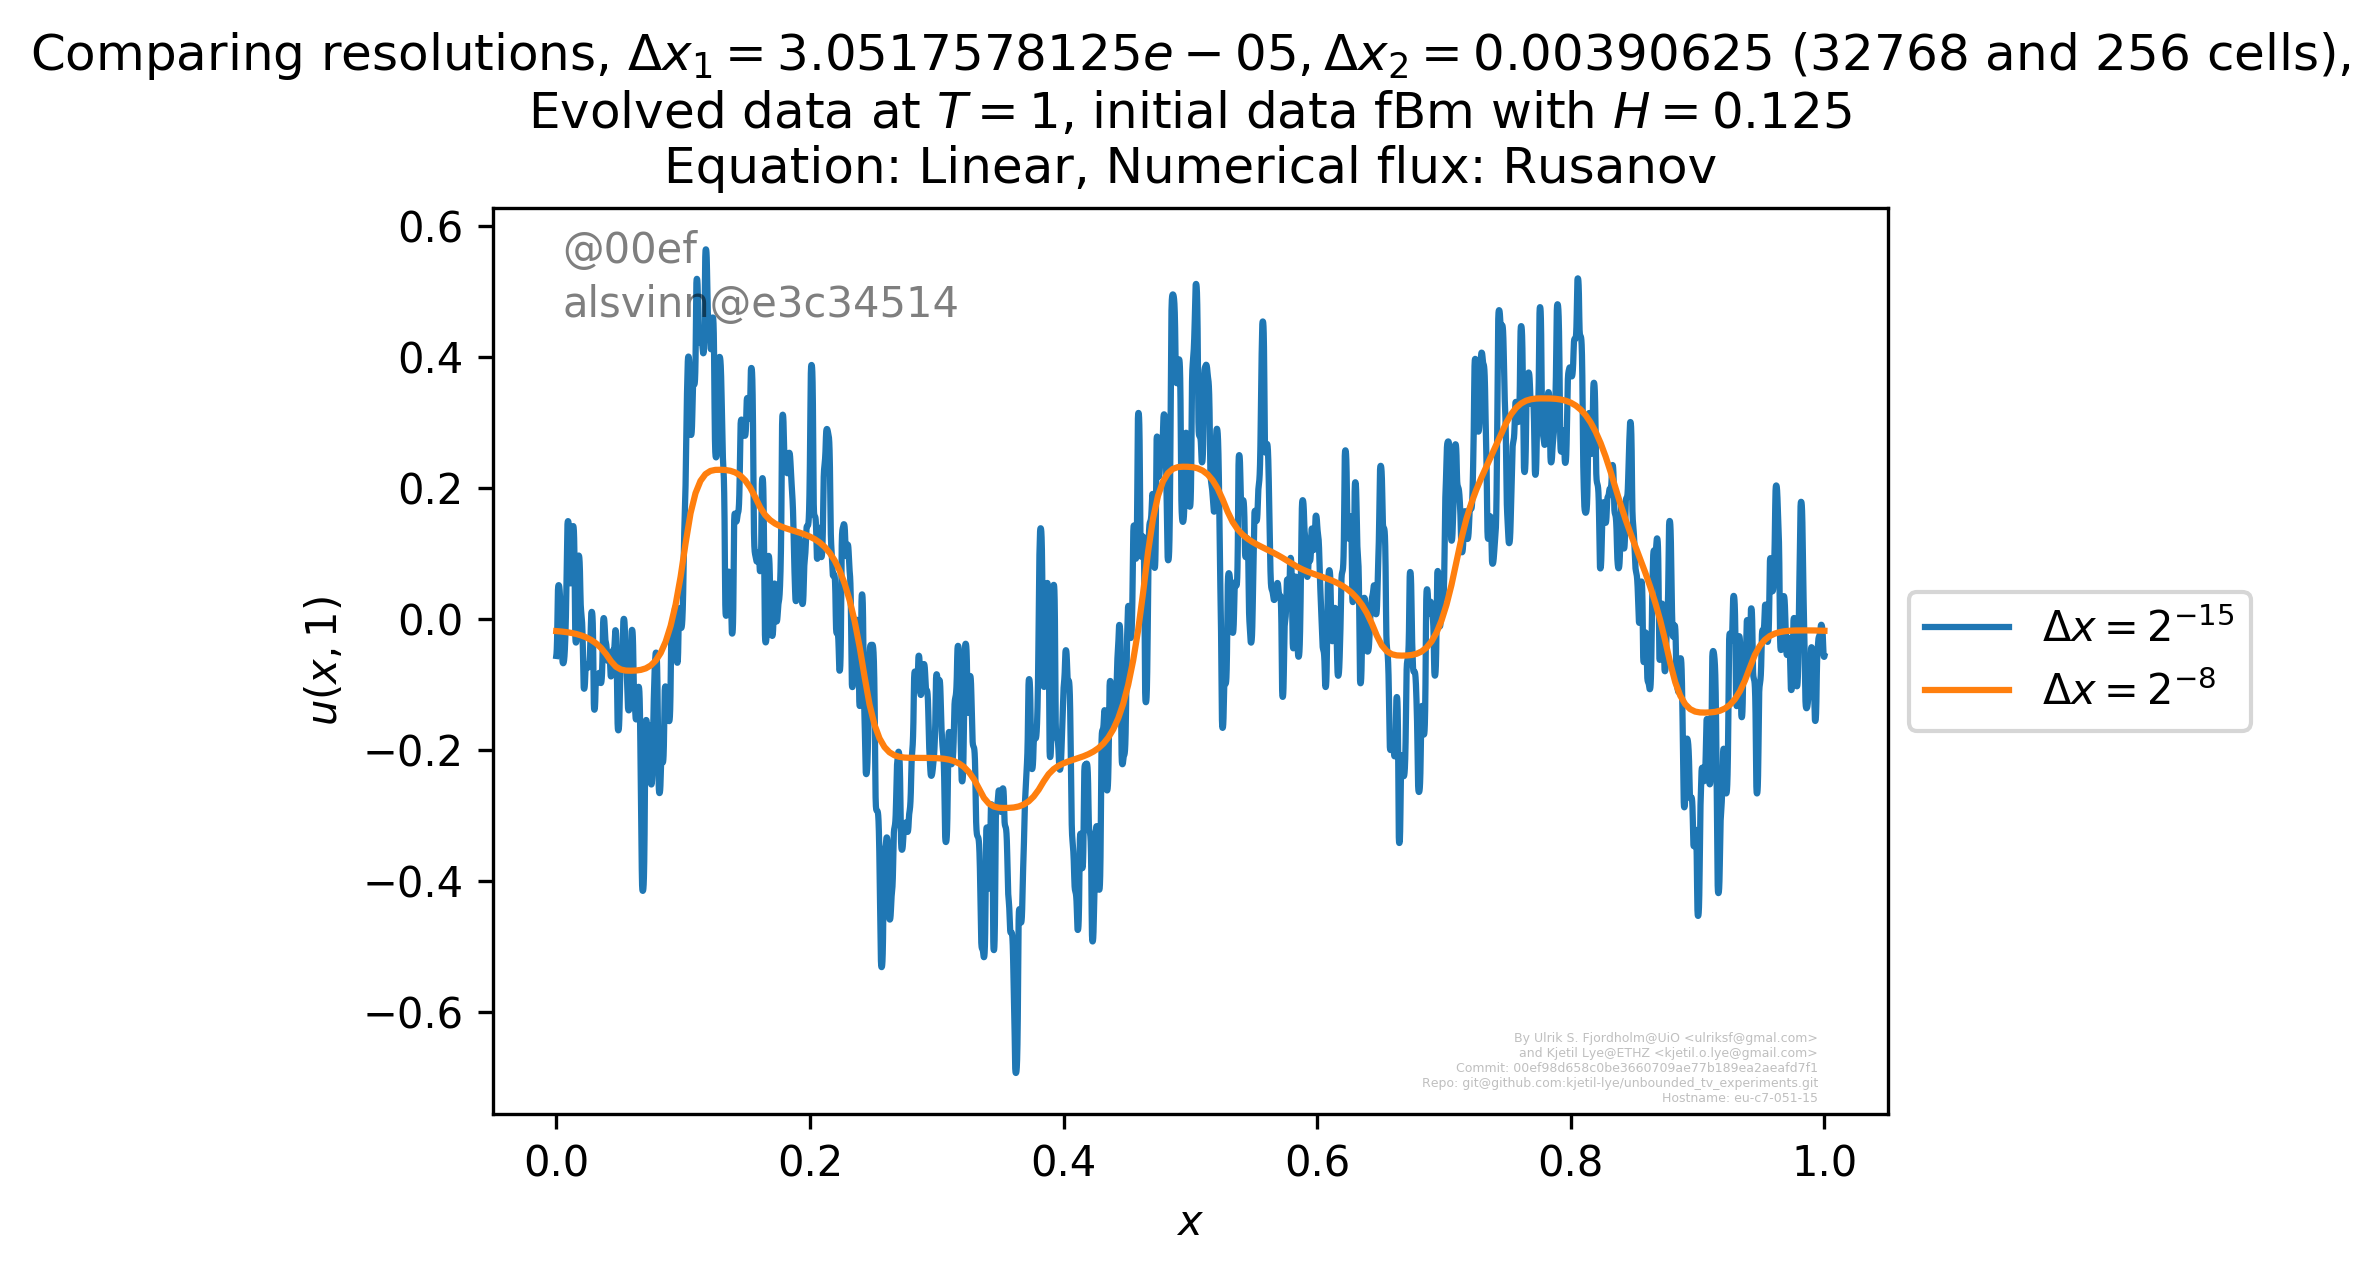 Comparing resolutions, Δx₁ = 3.0517578125e − 05, Δx₂ = 0.00390625 (32768 and 256 cells),
Evolved data at T = 1, initial data fBm with H = 0.125
Equation: Linear, Numerical flux: Rusanov
@00ef
alsvinn@e3c34514
0.6
0.4
0.2
0.0
−0.2
−0.4
−0.6
u(x, 1)
Δx = 2⁻¹⁵
Δx = 2⁻⁸
By Ulrik S. Fjordholm@UiO <ulriksf@gmal.com>
and Kjetil Lye@ETHZ <kjetil.o.lye@gmail.com>
Commit: 00ef98d658c0be3660709ae77b189ea2aeafd7f1
Repo: git@github.com:kjetil-lye/unbounded_tv_experiments.git
Hostname: eu-c7-051-15
0.0 0.2 0.4 0.6 0.8 1.0
x